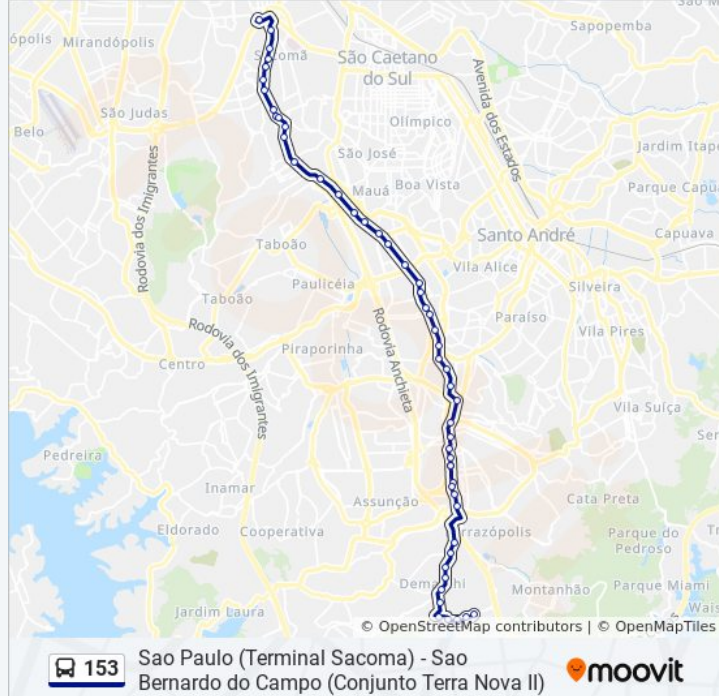 ópolis
Mirandópolis
Sacomã
São Caetano
do Sul
Sapopemba
São M
São Judas
Avenida dos Estados
Belo
Olímpico
Jardim Itape
São José
Parque Capua
Mauá
Boa Vista
Rodovia dos Imigrantes
Capuava
Santo André
Taboão
Vila Alice
Paulicéia
Silveira
Taboão
Rodovia Anchieta
Paraíso
Rodovia dos Imigrantes
Vila Pires
Piraporinha
Centro
Vila Suíça
Pedreira
Ser
Inamar
Cata Preta
Assunção
Eldorado
Cooperativa
Ferrazópolis
Parque do
Pedroso
Tr
Demarchi
Montanhão
Parque Miami
Wais
Jardim Laura
© OpenStreetMap contributors | © OpenMapTiles
153
Sao Paulo (Terminal Sacoma) - Sao
Bernardo do Campo (Conjunto Terra Nova II)
moovit